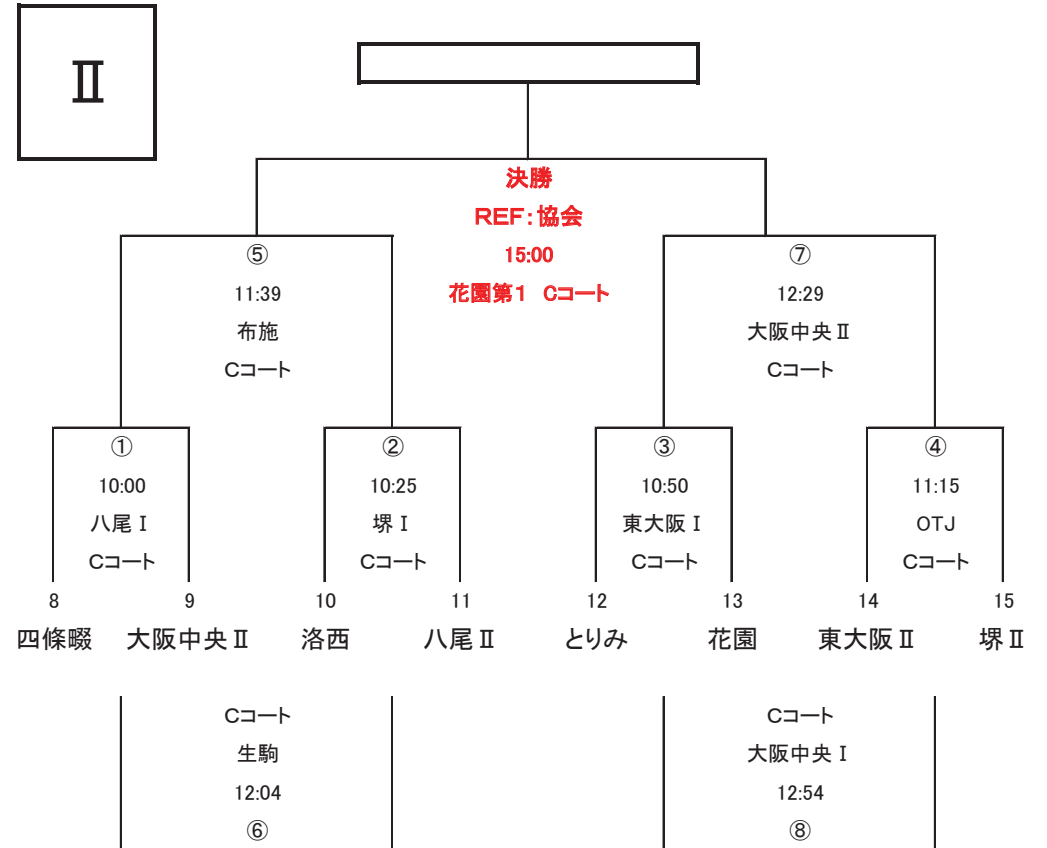 Ⅱ
決勝
REF:協会
15:00
花園第1 Cコート
⑤ ⑦
11:39 12:29
布施 大阪中央Ⅱ
Cコート Cコート
① ② ③ ④
10:00 10:25 10:50 11:15
八尾Ⅰ 堺Ⅰ 東大阪Ⅰ OTJ
Cコート Cコート Cコート Cコート
8 9 10 11 12 13 14 15
四條畷 大阪中央Ⅱ 洛西 八尾Ⅱ とりみ 花園 東大阪Ⅱ 堺Ⅱ
Cコート Cコート
生駒 大阪中央Ⅰ
12:04 12:54
⑥ ⑧